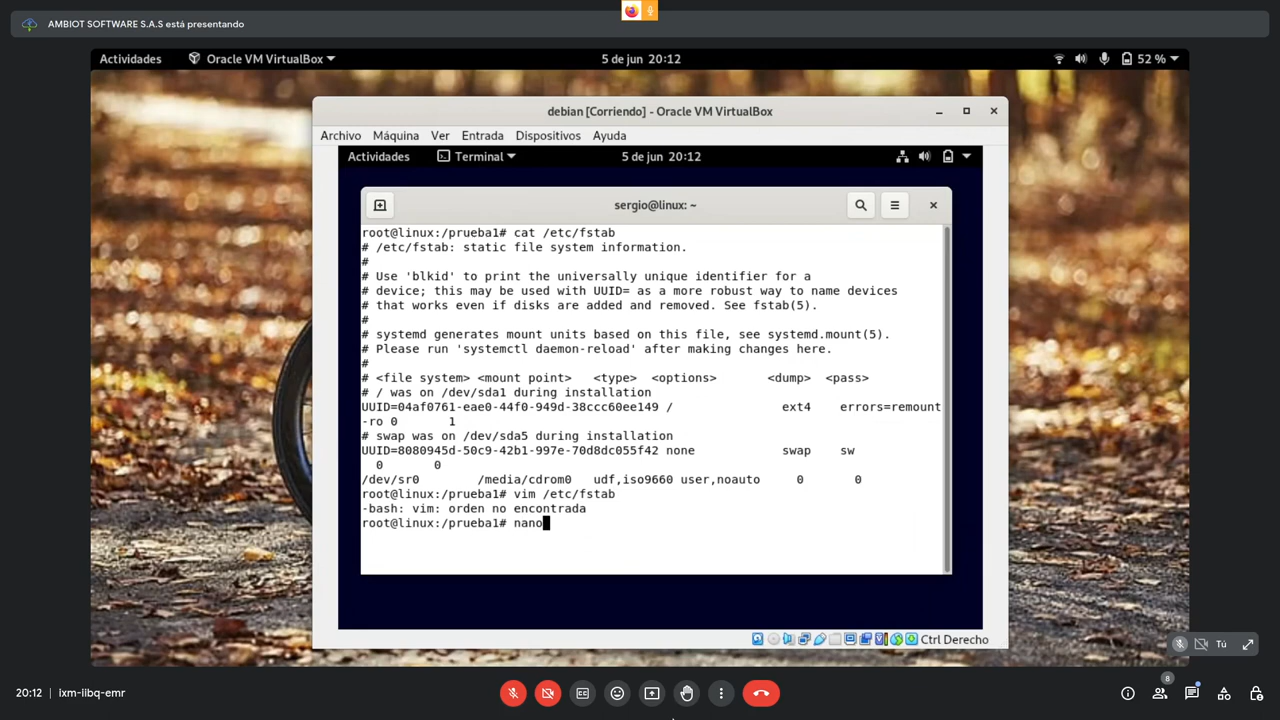 AMBIOT SOFTWARE S.A.S está presentando
Actividades Oracle VM VirtualBox 5 de jun 20:12 52 %
debian [Corriendo] - Oracle VM VirtualBox
Archivo Máquina Ver Entrada Dispositivos Ayuda
Actividades Terminal 5 de jun 20:12
sergio@linux: ~
root@linux:/prueba1# cat /etc/fstab
# /etc/fstab: static file system information.
#
# Use 'blkid' to print the universally unique identifier for a
# device; this may be used with UUID= as a more robust way to name devices
# that works even if disks are added and removed. See fstab(5).
#
# systemd generates mount units based on this file, see systemd.mount(5).
# Please run 'systemctl daemon-reload' after making changes here.
#
# <file system> <mount point>   <type>  <options>       <dump>  <pass>
# / was on /dev/sda1 during installation
UUID=04af0761-eae0-44f0-949d-38ccc60ee149 /               ext4    errors=remount
-ro 0       1
# swap was on /dev/sda5 during installation
UUID=8080945d-50c9-42b1-997e-70d8dc055f42 none            swap    sw
  0       0
/dev/sr0        /media/cdrom0   udf,iso9660 user,noauto     0       0
root@linux:/prueba1# vim /etc/fstab
-bash: vim: orden no encontrada
root@linux:/prueba1# nano
Ctrl Derecho
Tú
20:12 | ixm-libq-emr
8